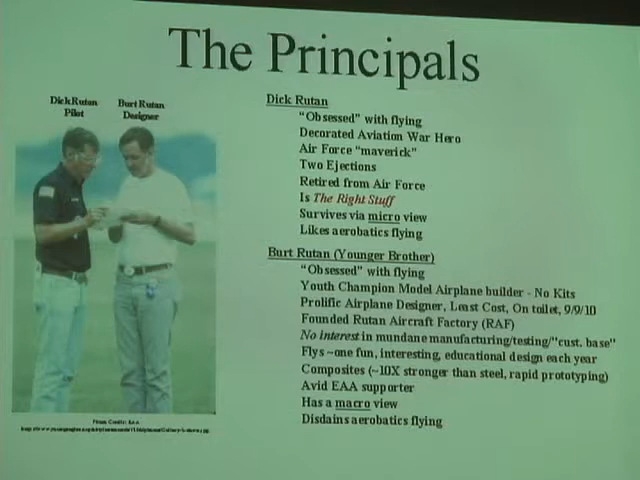 The Principals
Dick Rutan
Pilot
Burt Rutan
Designer
Dick Rutan
"Obsessed" with flying
Decorated Aviation War Hero
Air Force "maverick"
Two Ejections
Retired from Air Force
Is The Right Stuff
Survives via micro view
Likes aerobatics flying
Burt Rutan (Younger Brother)
"Obsessed" with flying
Youth Champion Model Airplane builder - No Kits
Prolific Airplane Designer, Least Cost, On toilet, 9/9/10
Founded Rutan Aircraft Factory (RAF)
No interest in mundane manufacturing/testing/"cust. base"
Flys ~one fun, interesting, educational design each year
Composites (~10X stronger than steel, rapid prototyping)
Avid EAA supporter
Has a macro view
Disdains aerobatics flying